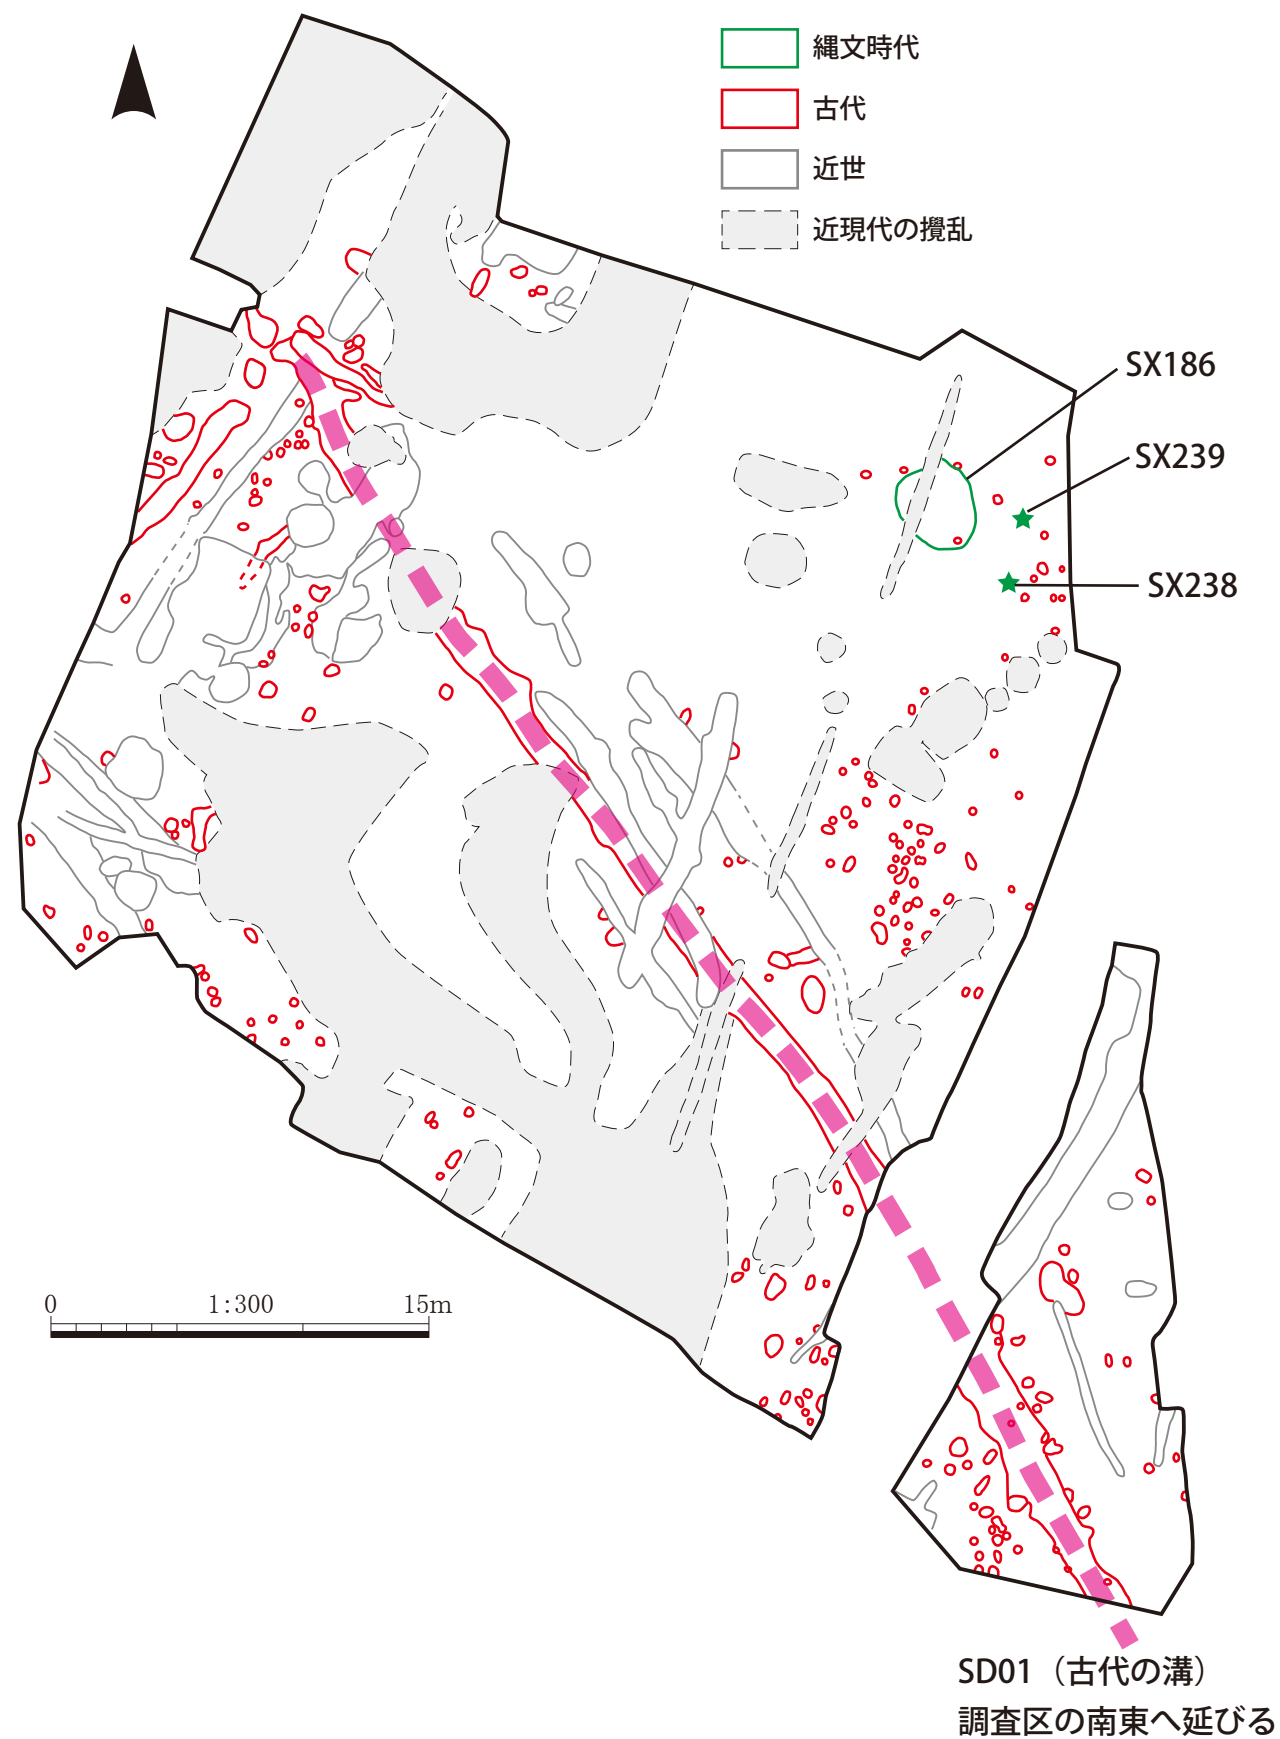 縄文時代
古代
近世
近現代の攪乱
SX186
SX239
SX238
0 1:300 15m
SD01（古代の溝）
調査区の南東へ延びる